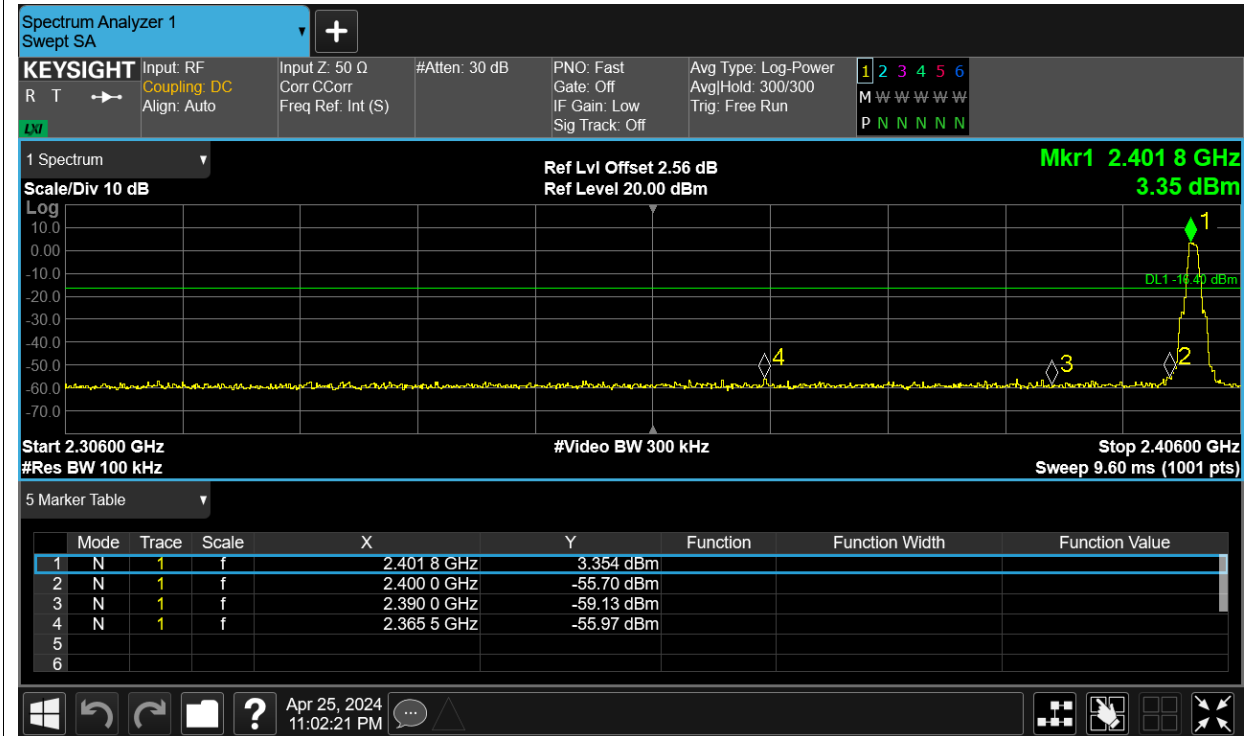 Spectrum Analyzer 1
Swept SA
KEYSIGHT
R T
LXI
Input: RF
Coupling: DC
Align: Auto
Input Z: 50 Ω
Corr CCorr
Freq Ref: Int (S)
#Atten: 30 dB
PNO: Fast
Gate: Off
IF Gain: Low
Sig Track: Off
Avg Type: Log-Power
Avg|Hold: 300/300
Trig: Free Run
1 2 3 4 5 6
M W W W W W
P N N N N N
1 Spectrum
Scale/Div 10 dB
Ref Lvl Offset 2.56 dB
Ref Level 20.00 dBm
Mkr1 2.401 8 GHz
3.35 dBm
Log
10.0
0.00
-10.0
-20.0
-30.0
-40.0
-50.0
-60.0
-70.0
1
DL1 -16.40 dBm
4
3
2
Start 2.30600 GHz
#Video BW 300 kHz
Stop 2.40600 GHz
#Res BW 100 kHz
Sweep 9.60 ms (1001 pts)
5 Marker Table
Mode Trace Scale X Y Function Function Width Function Value
1 N 1 f 2.401 8 GHz 3.354 dBm
2 N 1 f 2.400 0 GHz -55.70 dBm
3 N 1 f 2.390 0 GHz -59.13 dBm
4 N 1 f 2.365 5 GHz -55.97 dBm
5
6
?
Apr 25, 2024
11:02:21 PM